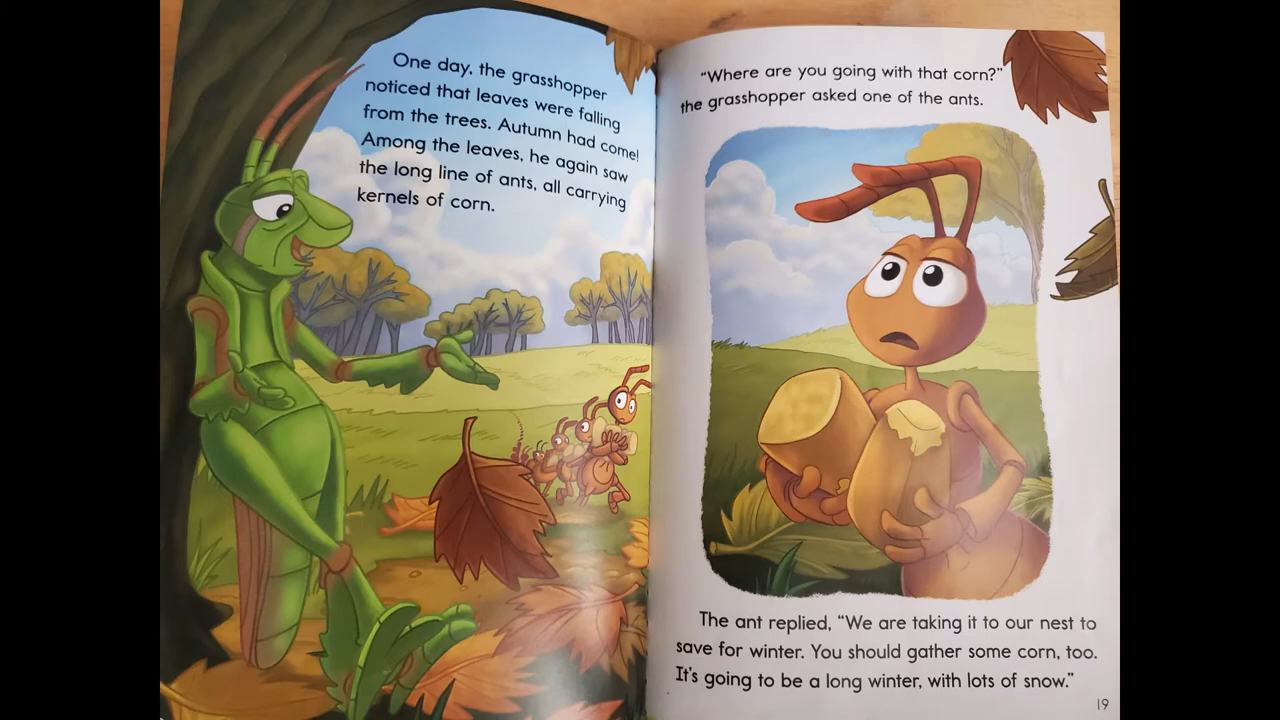 One day, the grasshopper
noticed that leaves were falling
from the trees. Autumn had come!
Among the leaves, he again saw
the long line of ants, all carrying
kernels of corn.
“Where are you going with that corn?”
the grasshopper asked one of the ants.
The ant replied, “We are taking it to our nest to
save for winter. You should gather some corn, too.
It's going to be a long winter, with lots of snow.”
19